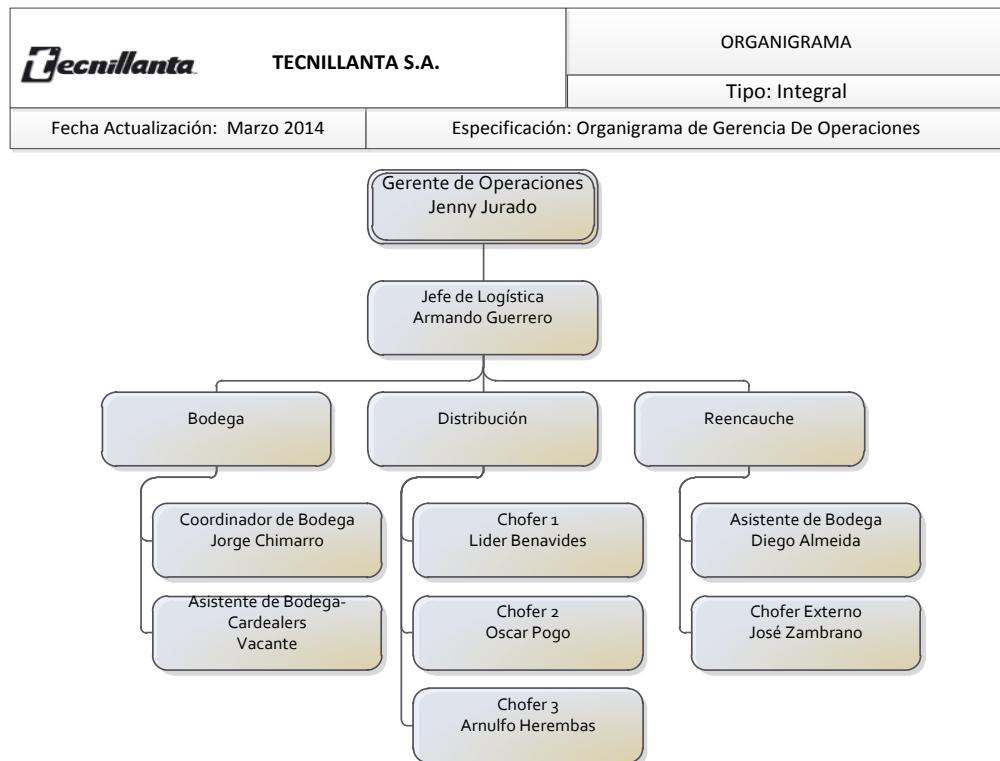 Tecnillanta
TECNILLANTA S.A.
ORGANIGRAMA
Tipo: Integral
Fecha Actualización: Marzo 2014
Especificación: Organigrama de Gerencia De Operaciones
Gerente de Operaciones
Jenny Jurado
Jefe de Logística
Armando Guerrero
Bodega
Distribución
Reencauche
Coordinador de Bodega
Jorge Chimarro
Asistente de Bodega-
Cardealers
Vacante
Chofer 1
Lider Benavides
Chofer 2
Oscar Pogo
Chofer 3
Arnulfo Herembas
Asistente de Bodega
Diego Almeida
Chofer Externo
José Zambrano